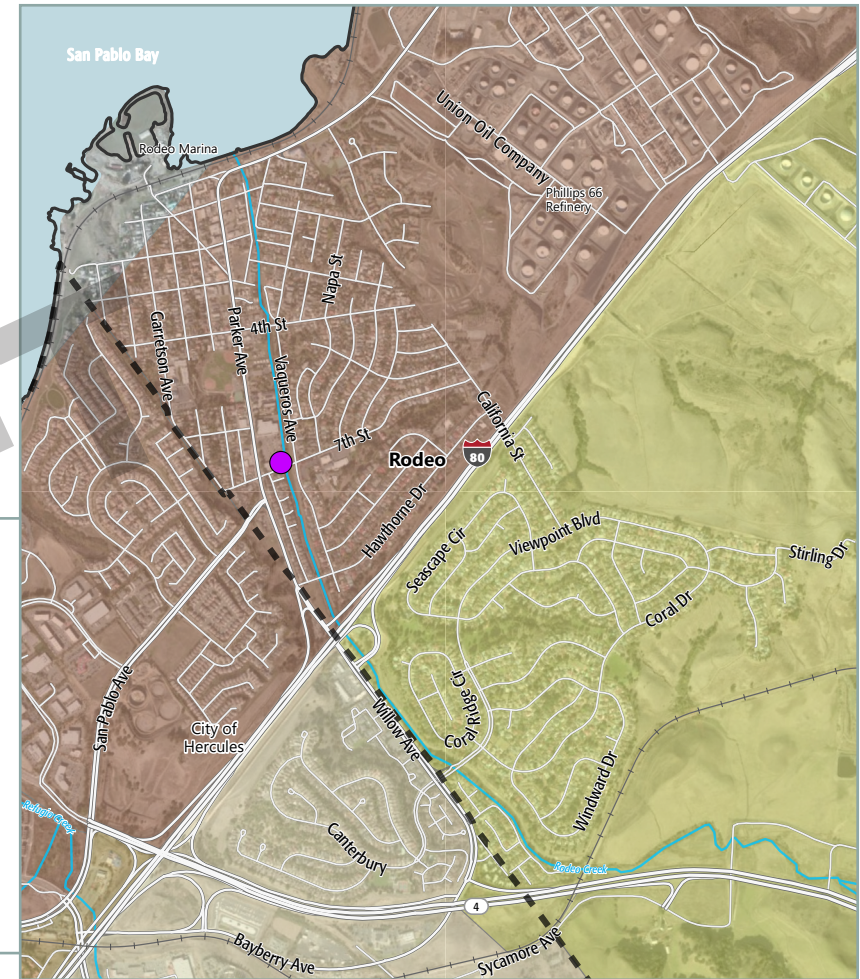 San Pablo Bay
Rodeo Marina
Union Oil Company
Phillips 66
Refinery
Napa St
Garretson Ave
Parker Ave
4th St
Vaqueros Ave
California St
7th St
Rodeo
80
Hawthorne Dr
Seascape Cir
Viewpoint Blvd
Stirling Dr
Coral Dr
San Pablo Ave
City of
Hercules
Willow Ave
Coral Ridge Cir
Windward Dr
Refugio Creek
Canterbury
Rodeo Creek
4
Bayberry Ave
Sycamore Ave